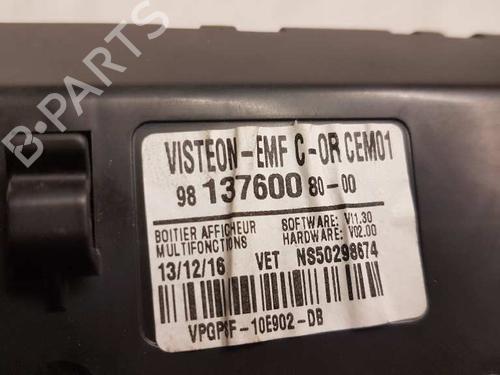 VISTEON-EMF C-OR CEM01
98 137600 80-00
BOITIER AFFICHEUR SOFTWARE: V11.30
MULTIFONCTIONS HARDWARE: V02.00
13/12/16 VET NS50298674
VPGPIF-10E902-DB
B-PARTS